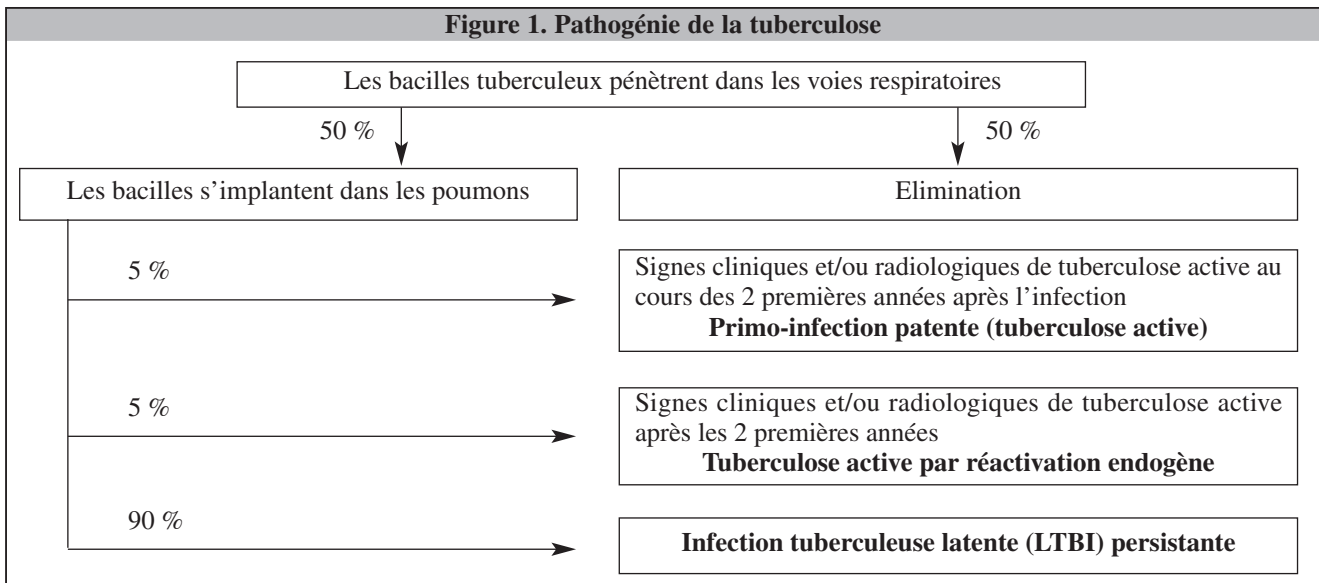 Figure 1. Pathogénie de la tuberculose
Les bacilles tuberculeux pénètrent dans les voies respiratoires
50 %
50 %
Les bacilles s'implantent dans les poumons
Elimination
5 %
Signes cliniques et/ou radiologiques de tuberculose active au
cours des 2 premières années après l'infection
Primo-infection patente (tuberculose active)
5 %
Signes cliniques et/ou radiologiques de tuberculose active
après les 2 premières années
Tuberculose active par réactivation endogène
90 %
Infection tuberculeuse latente (LTBI) persistante